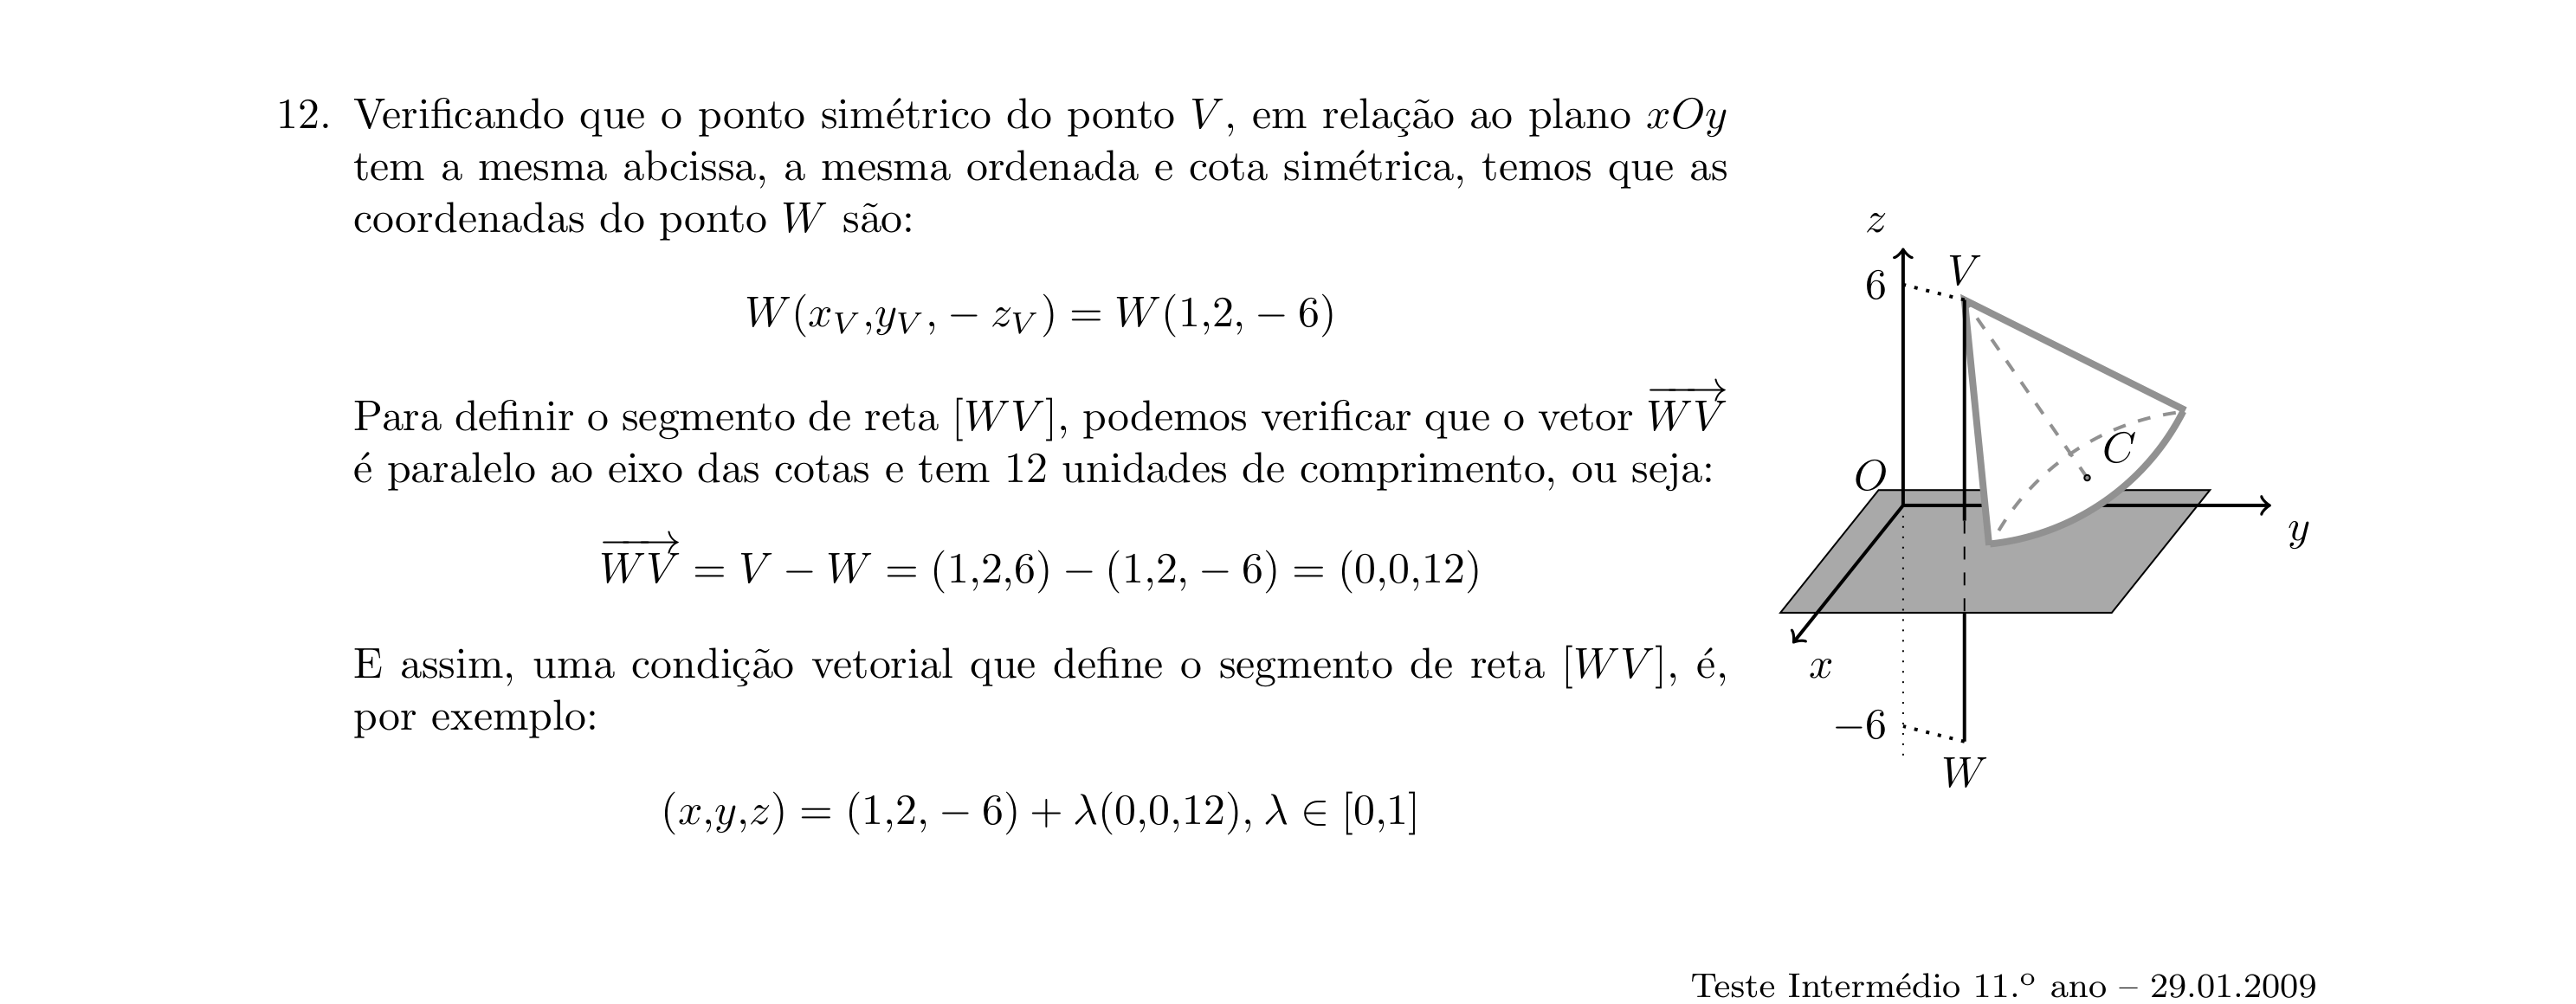 12. Verificando que o ponto simétrico do ponto V, em relação ao plano xOy
tem a mesma abcissa, a mesma ordenada e cota simétrica, temos que as
coordenadas do ponto W são:
W(x_V,y_V, − z_V) = W(1,2, − 6)
Para definir o segmento de reta [WV], podemos verificar que o vetor \overrightarrow{WV}
é paralelo ao eixo das cotas e tem 12 unidades de comprimento, ou seja:
\overrightarrow{WV} = V − W = (1,2,6) − (1,2, − 6) = (0,0,12)
E assim, uma condição vetorial que define o segmento de reta [WV], é,
por exemplo:
(x,y,z) = (1,2, − 6) + λ(0,0,12), λ ∈ [0,1]
z
V
6
C
O
y
x
−6
W
Teste Intermédio 11.º ano – 29.01.2009